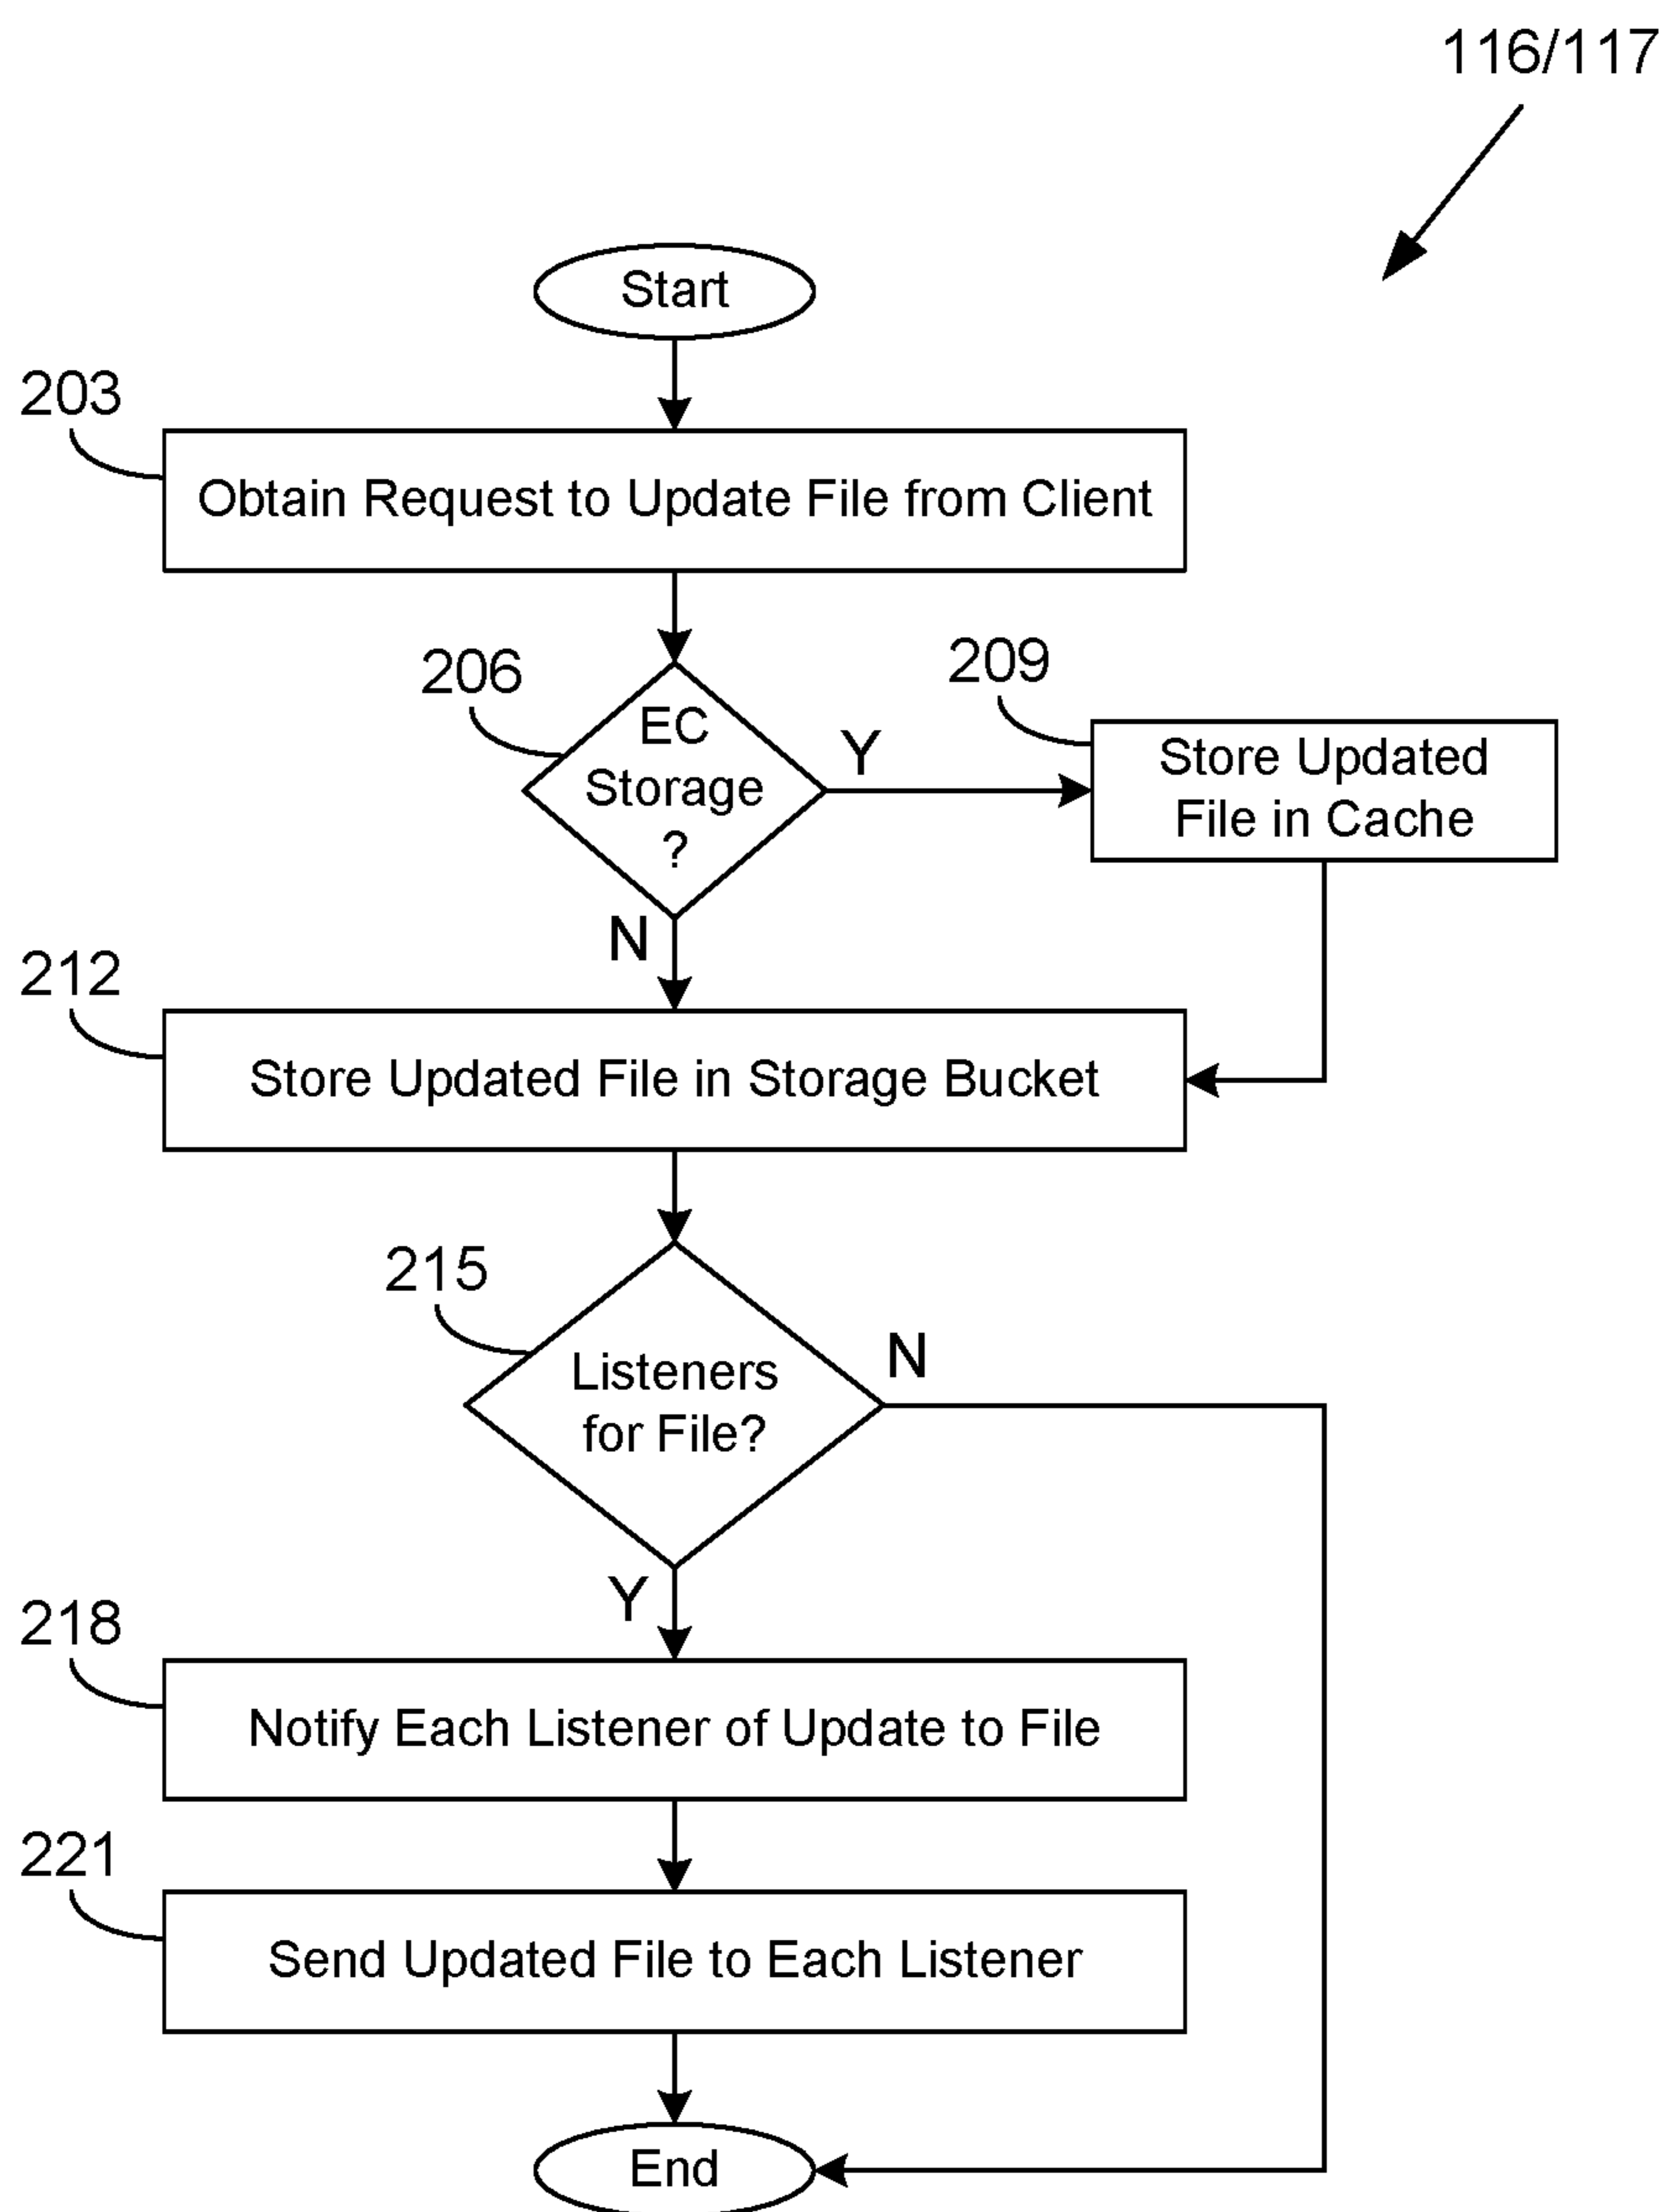 116/117
Start
203
Obtain Request to Update File from Client
206
EC
Storage
?
Y
N
209
Store Updated
File in Cache
212
Store Updated File in Storage Bucket
215
Listeners
for File?
N
Y
218
Notify Each Listener of Update to File
221
Send Updated File to Each Listener
End